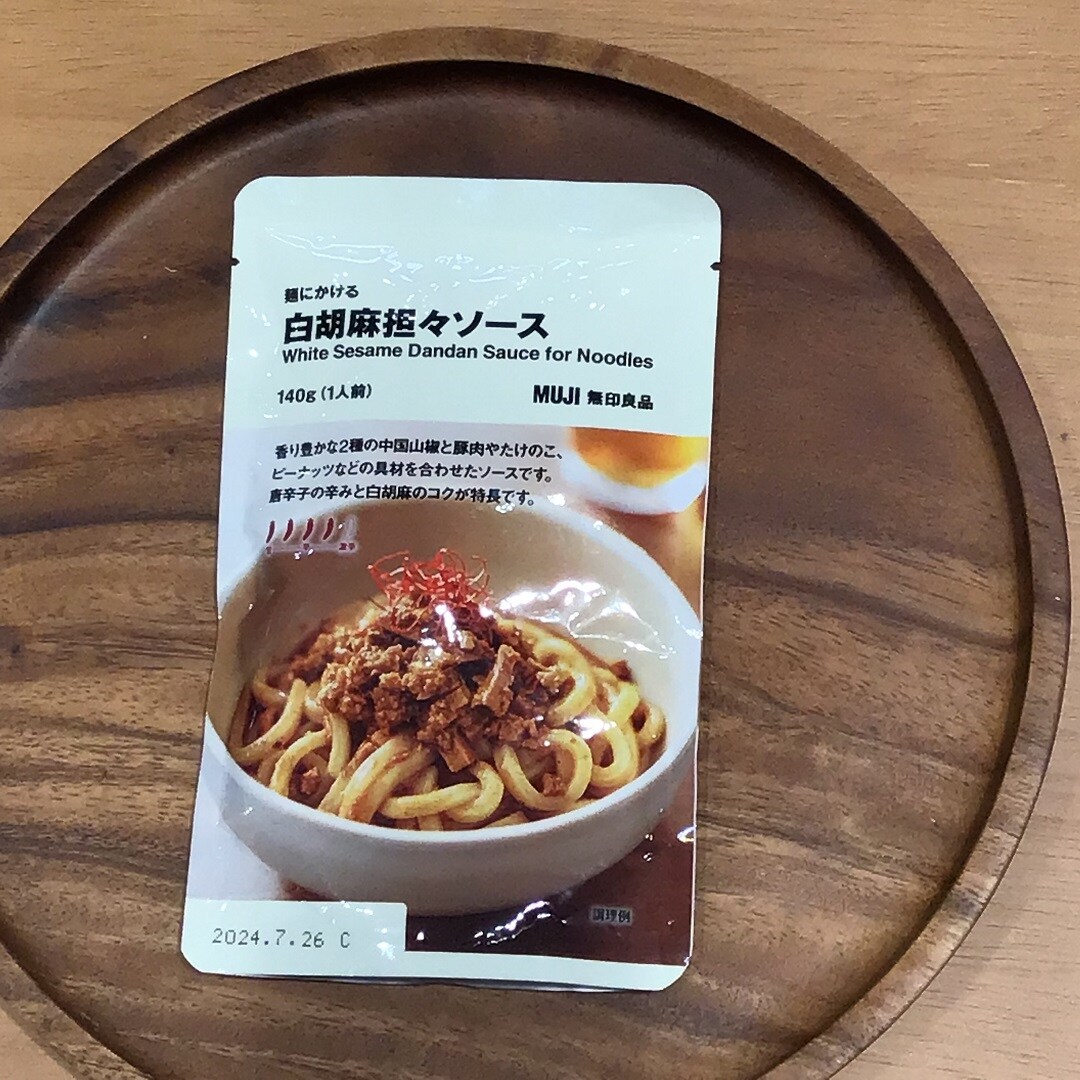 麺にかける
白胡麻担々ソース
White Sesame Dandan Sauce for Noodles
140g（1人前）
MUJI 無印良品
香り豊かな2種の中国山椒と豚肉やたけのこ、
ピーナッツなどの具材を合わせたソースです。
唐辛子の辛みと白胡麻のコクが特長です。
調理例
2024.7.26 C